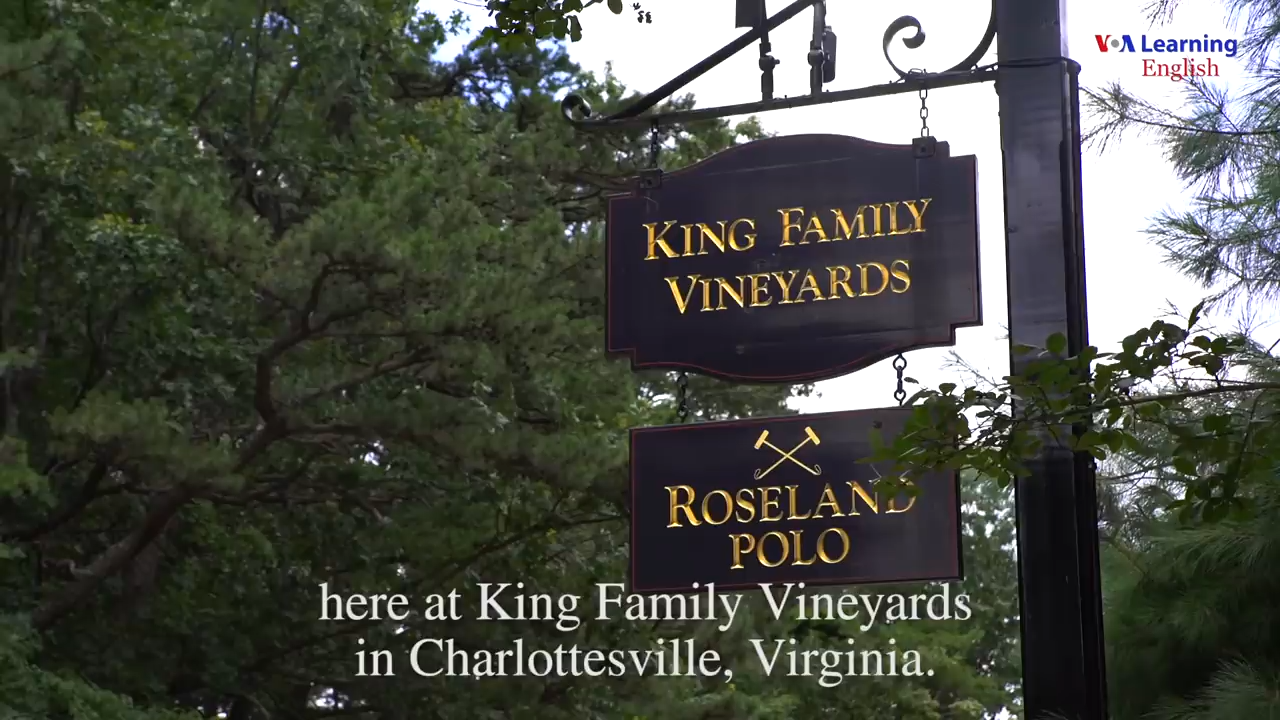 VOA Learning
English
KING FAMILY
VINEYARDS
ROSELAND
POLO
here at King Family Vineyards
in Charlottesville, Virginia.